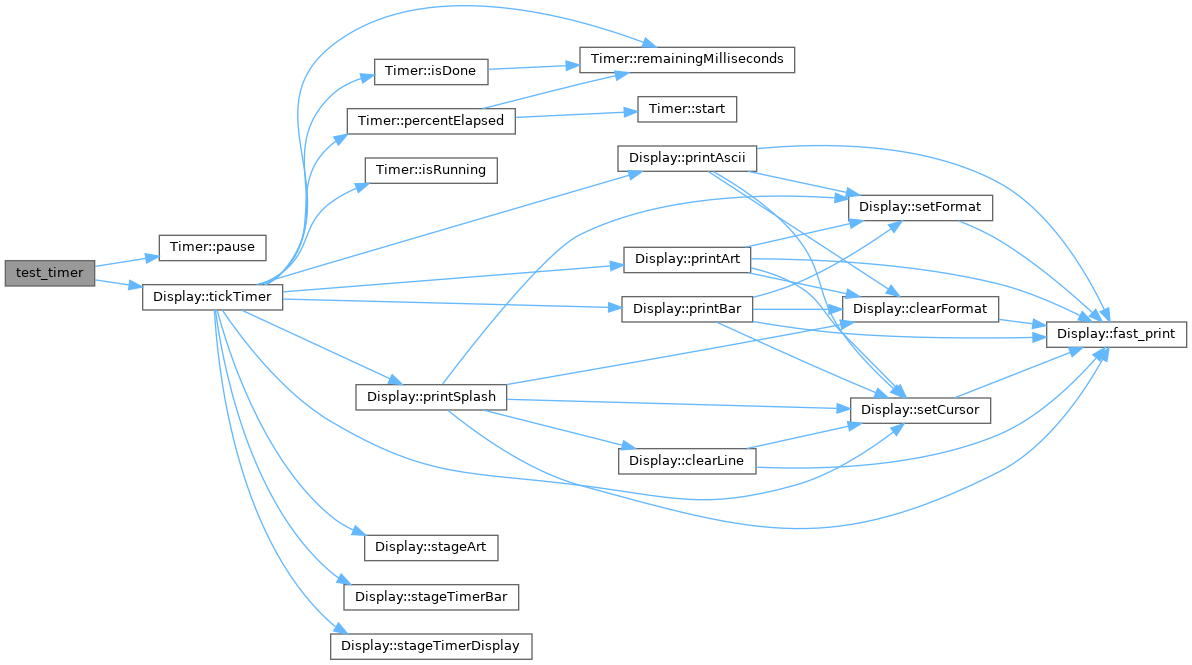 test_timer
Timer::pause
Display::tickTimer
Timer::isDone
Timer::percentElapsed
Timer::isRunning
Display::printSplash
Display::stageArt
Display::stageTimerBar
Display::stageTimerDisplay
Timer::remainingMilliseconds
Timer::start
Display::printAscii
Display::printArt
Display::printBar
Display::clearLine
Display::setFormat
Display::clearFormat
Display::setCursor
Display::fast_print